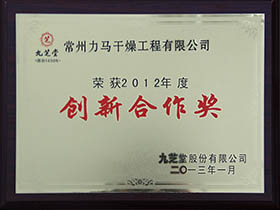 九芝堂
常州力马干燥工程有限公司
荣获2012年度
创新合作奖
九芝堂股份有限公司
二〇一三年一月